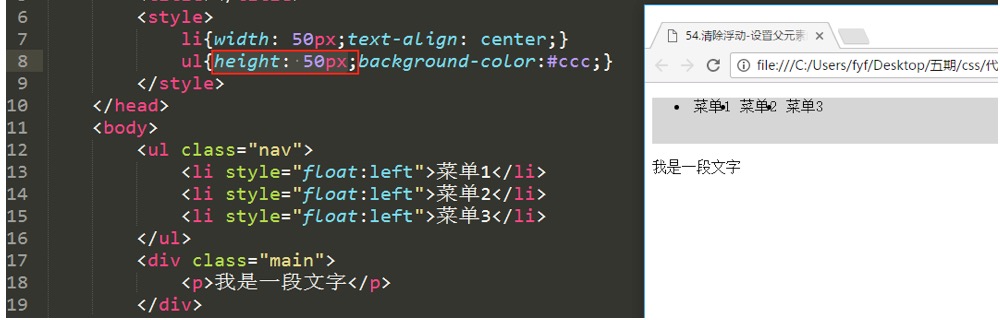 6 <style>
7 li{width: 50px;text-align: center;}
8 ul{height: 50px;background-color:#ccc;}
9 </style>
10 </head>
11 <body>
12 <ul class="nav">
13 <li style="float:left">菜单1</li>
14 <li style="float:left">菜单2</li>
15 <li style="float:left">菜单3</li>
16 </ul>
17 <div class="main">
18 <p>我是一段文字</p>
19 </div>
54.清除浮动-设置父元素
file:///C:/Users/fyf/Desktop/五期/css/代
菜单1 菜单2 菜单3
我是一段文字